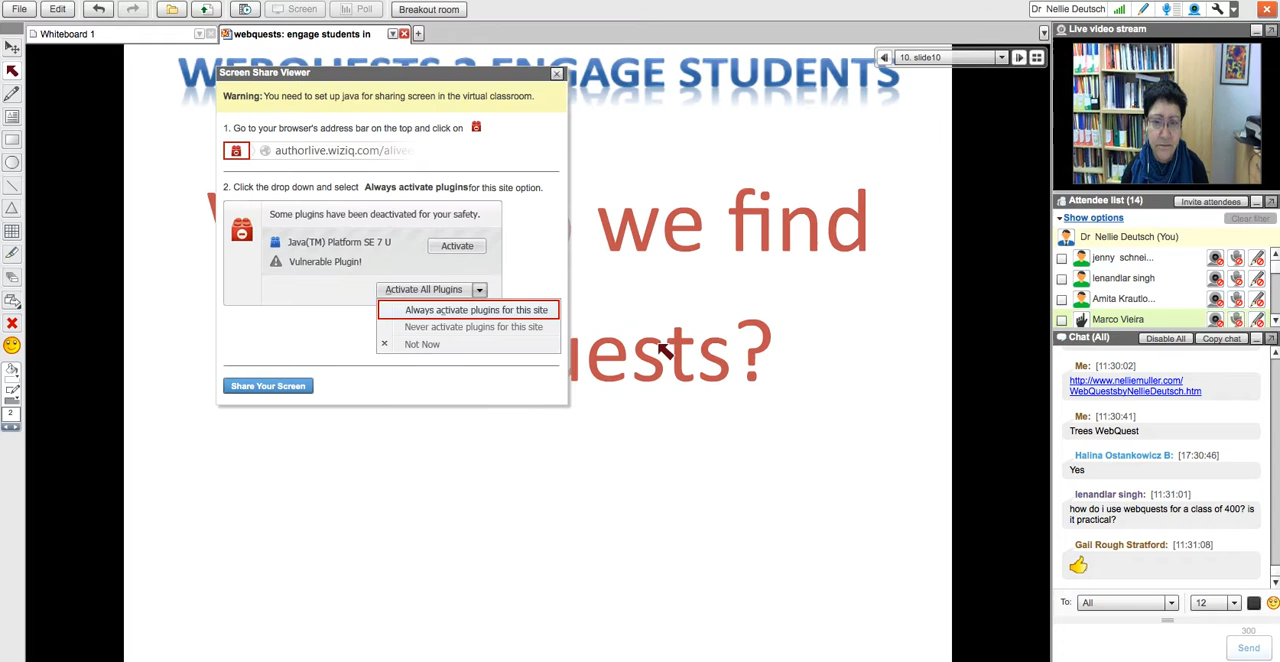 File Edit Screen Poll Breakout room Dr Nellie Deutsch
Whiteboard 1 webquests: engage students in
10. slide10
WEBQUESTS 2 ENGAGE STUDENTS
we find
uests?
Screen Share Viewer
Warning: You need to set up java for sharing screen in the virtual classroom.
1. Go to your browser's address bar on the top and click on
authorlive.wiziq.com/alivee
2. Click the drop down and select Always activate plugins for this site option.
Some plugins have been deactivated for your safety.
Java(TM) Platform SE 7 U Activate
Vulnerable Plugin!
Activate All Plugins
Always activate plugins for this site
Never activate plugins for this site
× Not Now
Share Your Screen
2
Live video stream
Attendee list (14) Invite attendees
Show options Clear filter
Dr Nellie Deutsch (You)
jenny schnei...
lenandlar singh
Amita Krautlo...
Marco Vieira
Chat (All) Disable All Copy chat
Me: [11:30:02]
http://www.nelliemuller.com/
WebQuestsbyNellieDeutsch.htm
Me: [11:30:41]
Trees WebQuest
Halina Ostankowicz B: [17:30:46]
Yes
lenandlar singh: [11:31:01]
how do i use webquests for a class of 400? is
it practical?
Gail Rough Stratford: [11:31:08]
To: All 12
300
Send